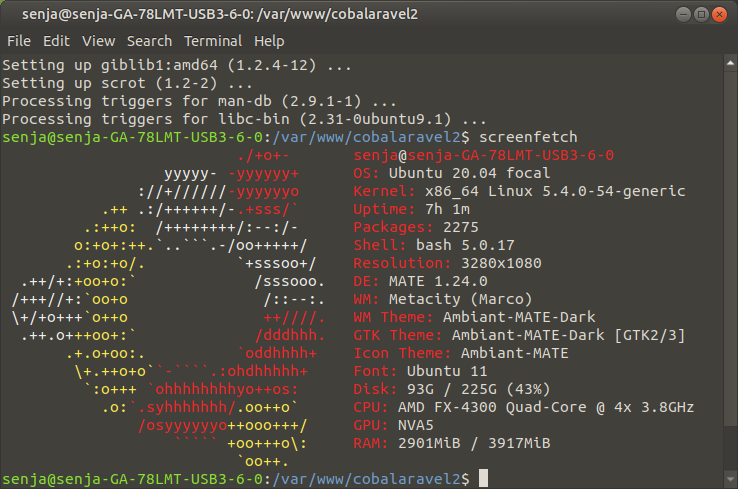 senja@senja-GA-78LMT-USB3-6-0: /var/www/cobalaravel2
File Edit View Search Terminal Help
Setting up giblib1:amd64 (1.2.4-12) ...
Setting up scrot (1.2-2) ...
Processing triggers for man-db (2.9.1-1) ...
Processing triggers for libc-bin (2.31-0ubuntu9.1) ...
senja@senja-GA-78LMT-USB3-6-0:/var/www/cobalaravel2$ screenfetch
                          ./+o+-       senja@senja-GA-78LMT-USB3-6-0
                  yyyyy- -yyyyyy+      OS: Ubuntu 20.04 focal
               ://+//////-yyyyyyo      Kernel: x86_64 Linux 5.4.0-54-generic
           .++ .:/++++++/-.+sss/`      Uptime: 7h 1m
         .:++o:  /++++++++/:--:/-      Packages: 2275
        o:+o+:++.`..```.-/oo+++++/     Shell: bash 5.0.17
       .:+o:+o/.          `+sssoo+/    Resolution: 3280x1080
  .++/+:+oo+o:`             /sssooo.   DE: MATE 1.24.0
 /+++//+:`oo+o               /::--:.   WM: Metacity (Marco)
 \+/+o+++`o++o               ++////.   WM Theme: Ambiant-MATE-Dark
  .++.o+++oo+:`             /dddhhh.   GTK Theme: Ambiant-MATE-Dark [GTK2/3]
       .+.o+oo:.          `oddhhhh+    Icon Theme: Ambiant-MATE
        \+.++o+o``-````.:ohdhhhhh+     Font: Ubuntu 11
         `:o+++ `ohhhhhhhhyo++os:      Disk: 93G / 225G (43%)
           .o:`.syhhhhhhh/.oo++o`      CPU: AMD FX-4300 Quad-Core @ 4x 3.8GHz
               /osyyyyyyo++ooo+++/     GPU: NVA5
                   ````` +oo+++o\:     RAM: 2901MiB / 3917MiB
                          `oo++.
senja@senja-GA-78LMT-USB3-6-0:/var/www/cobalaravel2$